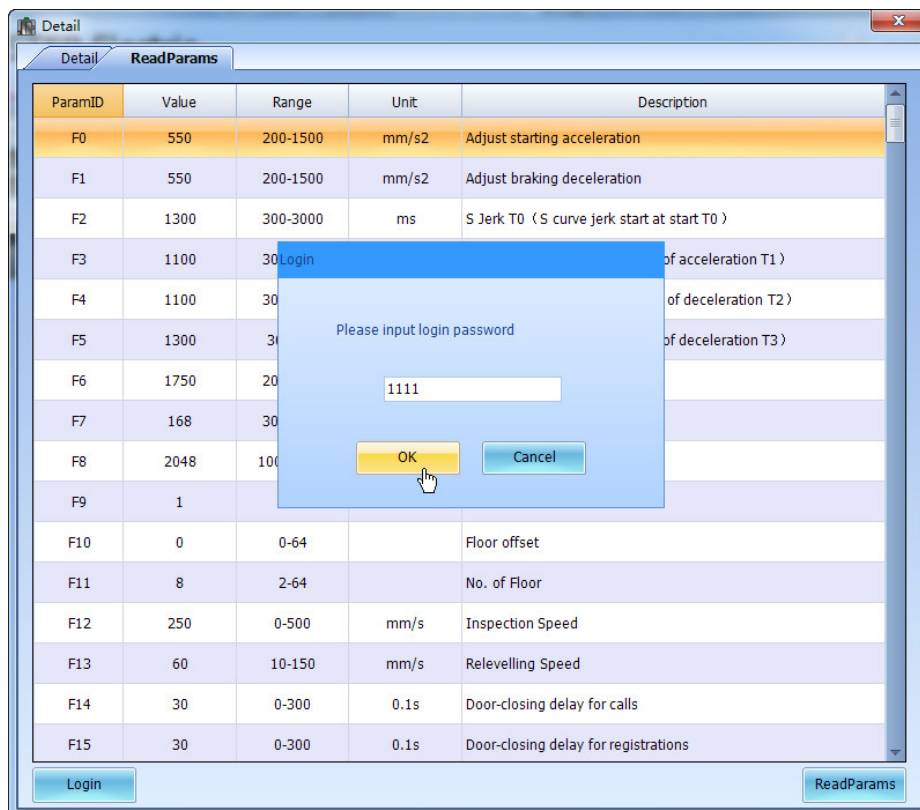 Detail
Detail ReadParams
ParamID Value Range Unit Description
F0 550 200-1500 mm/s2 Adjust starting acceleration
F1 550 200-1500 mm/s2 Adjust braking deceleration
F2 1300 300-3000 ms S Jerk T0（S curve jerk start at start T0）
F3 1100 30 of acceleration T1）
Login
F4 1100 30 of deceleration T2）
Please input login password
F5 1300 30 of deceleration T3）
F6 1750 20
1111
F7 168 30
F8 2048 100
OK Cancel
F9 1
F10 0 0-64 Floor offset
F11 8 2-64 No. of Floor
F12 250 0-500 mm/s Inspection Speed
F13 60 10-150 mm/s Relevelling Speed
F14 30 0-300 0.1s Door-closing delay for calls
F15 30 0-300 0.1s Door-closing delay for registrations
Login ReadParams